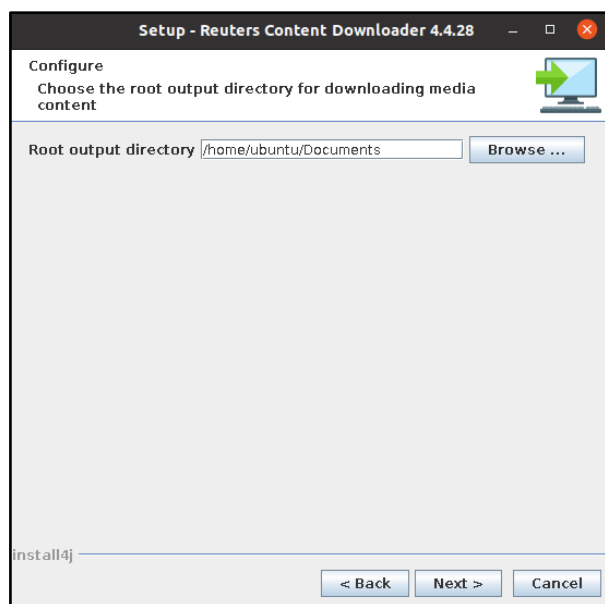 Setup - Reuters Content Downloader 4.4.28
Configure
Choose the root output directory for downloading media
content
Root output directory /home/ubuntu/Documents Browse ...
install4j
< Back Next > Cancel